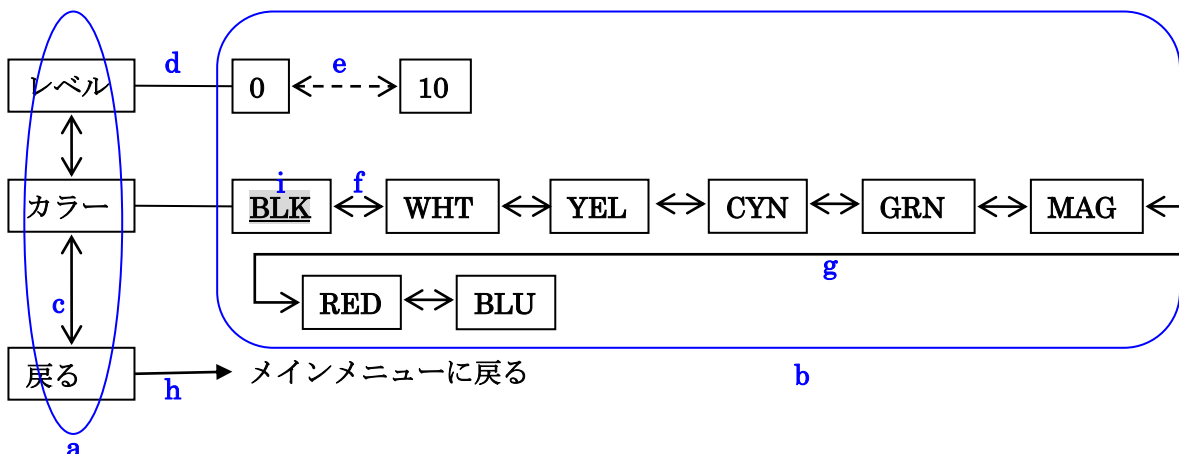 d e
レベル 0 10
i f
カラー BLK WHT YEL CYN GRN MAG
g
c RED BLU
戻る メインメニューに戻る b
h
a